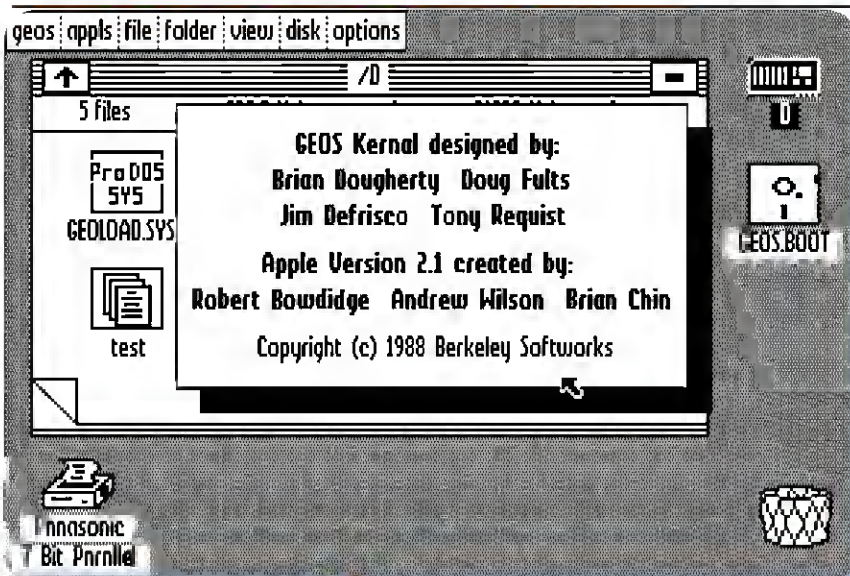 geos appls file folder view disk options
/D
5 files
GEOS Kernal designed by:
Brian Dougherty Doug Fults
Jim Defrisco Tony Requist
Apple Version 2.1 created by:
Robert Bowdidge Andrew Wilson Brian Chin
Copyright (c) 1988 Berkeley Softworks
ProDOS
SYS
GEOLOAD.SYS
test
D
GEOS.BOOT
Bit